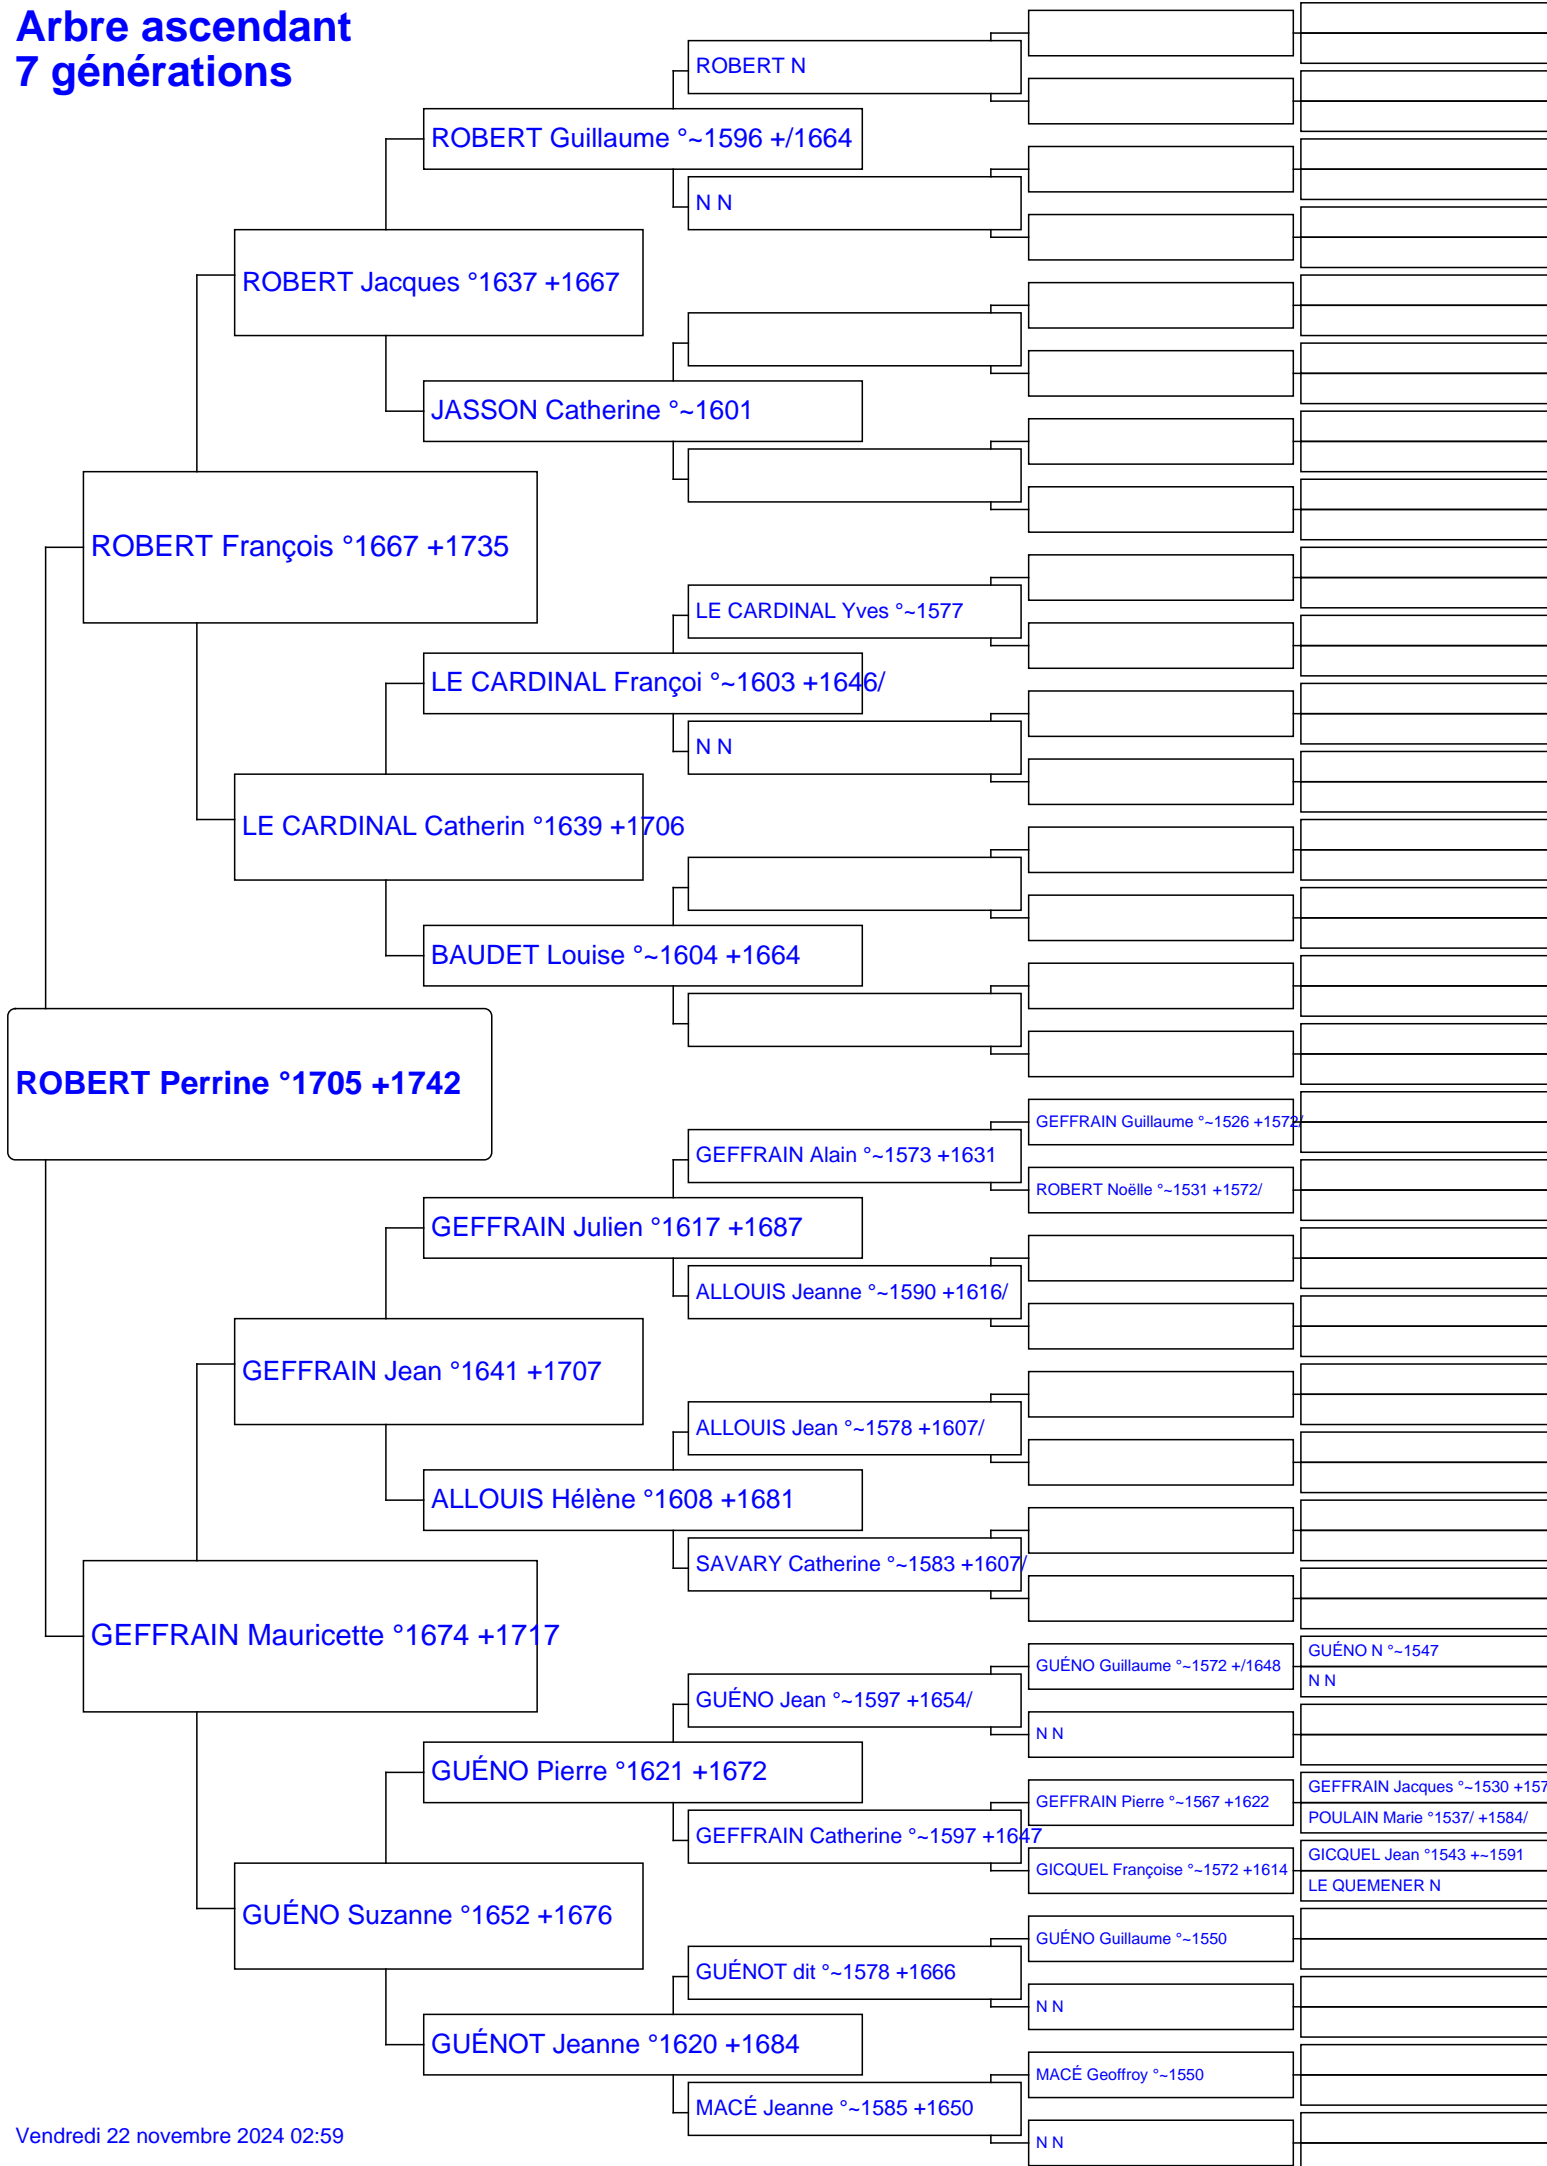 Arbre ascendant
7 générations
ROBERT N
ROBERT Guillaume °~1596 +/1664
N N
ROBERT Jacques °1637 +1667
JASSON Catherine °~1601
ROBERT François °1667 +1735
LE CARDINAL Yves °~1577
LE CARDINAL Françoi °~1603 +1646/
N N
LE CARDINAL Catherin °1639 +1706
BAUDET Louise °~1604 +1664
ROBERT Perrine °1705 +1742
GEFFRAIN Guillaume °~1526 +1572/
GEFFRAIN Alain °~1573 +1631
ROBERT Noëlle °~1531 +1572/
GEFFRAIN Julien °1617 +1687
ALLOUIS Jeanne °~1590 +1616/
GEFFRAIN Jean °1641 +1707
ALLOUIS Jean °~1578 +1607/
ALLOUIS Hélène °1608 +1681
SAVARY Catherine °~1583 +1607/
GEFFRAIN Mauricette °1674 +1717
GUÉNO N °~1547
GUÉNO Guillaume °~1572 +/1648
N N
GUÉNO Jean °~1597 +1654/
N N
GUÉNO Pierre °1621 +1672
GEFFRAIN Jacques °~1530 +157
GEFFRAIN Pierre °~1567 +1622
POULAIN Marie °1537/ +1584/
GEFFRAIN Catherine °~1597 +1647
GICQUEL Jean °1543 +~1591
GICQUEL Françoise °~1572 +1614
LE QUEMENER N
GUÉNO Suzanne °1652 +1676
GUÉNO Guillaume °~1550
GUÉNOT dit °~1578 +1666
N N
GUÉNOT Jeanne °1620 +1684
MACÉ Geoffroy °~1550
MACÉ Jeanne °~1585 +1650
N N
Vendredi 22 novembre 2024 02:59